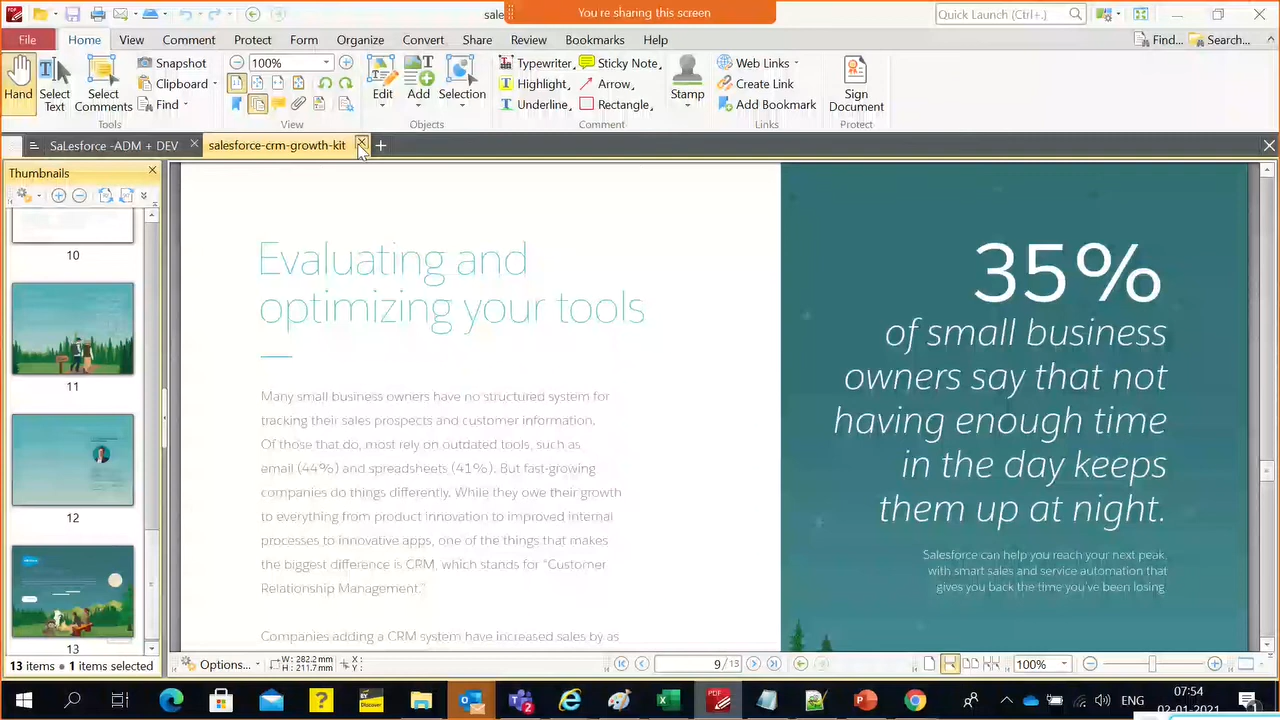 sale
You're sharing this screen
Quick Launch (Ctrl+.)
File
Home
View
Comment
Protect
Form
Organize
Convert
Share
Review
Bookmarks
Help
Find...
Search...
Hand
Select Text
Select Comments
Snapshot
Clipboard
Find
Tools
100%
View
Edit
Add
Selection
Objects
Typewriter
Highlight
Underline
Sticky Note
Arrow
Rectangle
Comment
Stamp
Web Links
Create Link
Add Bookmark
Links
Sign Document
Protect
SaLesforce -ADM + DEV
salesforce-crm-growth-kit
Thumbnails
10
11
12
13
13 items • 1 items selected
Evaluating and
optimizing your tools
Many small business owners have no structured system for
tracking their sales prospects and customer information.
Of those that do, most rely on outdated tools, such as
email (44%) and spreadsheets (41%). But fast-growing
companies do things differently. While they owe their growth
to everything from product innovation to improved internal
processes to innovative apps, one of the things that makes
the biggest difference is CRM, which stands for "Customer
Relationship Management."
Companies adding a CRM system have increased sales by as
35%
of small business
owners say that not
having enough time
in the day keeps
them up at night.
Salesforce can help you reach your next peak,
with smart sales and service automation that
gives you back the time you've been losing.
Options...
W: 282.2 mm
H: 211.7 mm
X:
Y:
9 / 13
100%
EY
Discover
ENG
07:54
02-01-2021